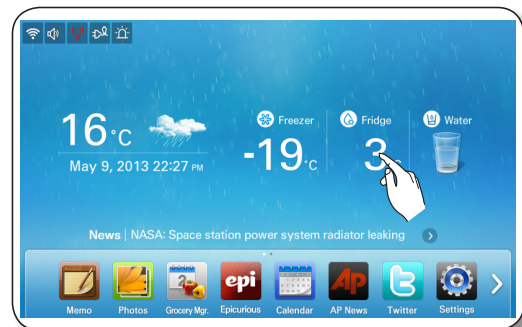 Freezer
Fridge
Water
16°c
-19°c
3
May 9, 2013 22:27 PM
News | NASA: Space station power system radiator leaking
2
epi
Ap
Memo
Photos
Grocery Mgr.
Epicurious
Calendar
AP News
Twitter
Settings